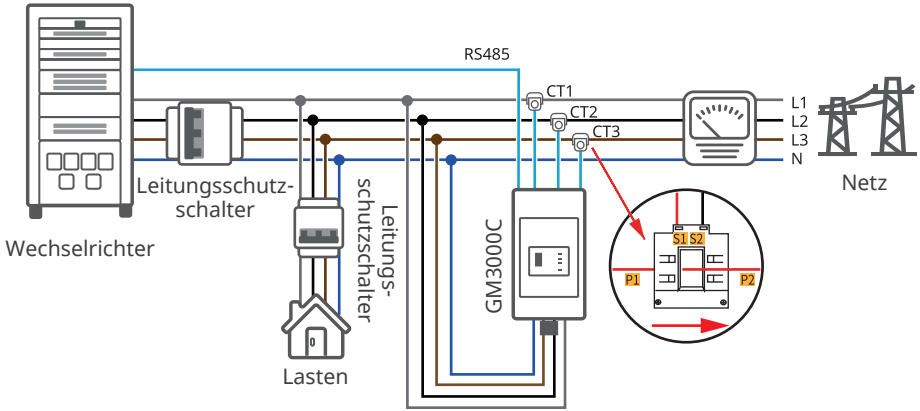 RS485
CT1
CT2
CT3
L1
L2
L3
N
Netz
Leitungsschutz-
schalter
Wechselrichter
Leitungs-
schutzschalter
GM3000C
Lasten
S1 S2
P1
P2